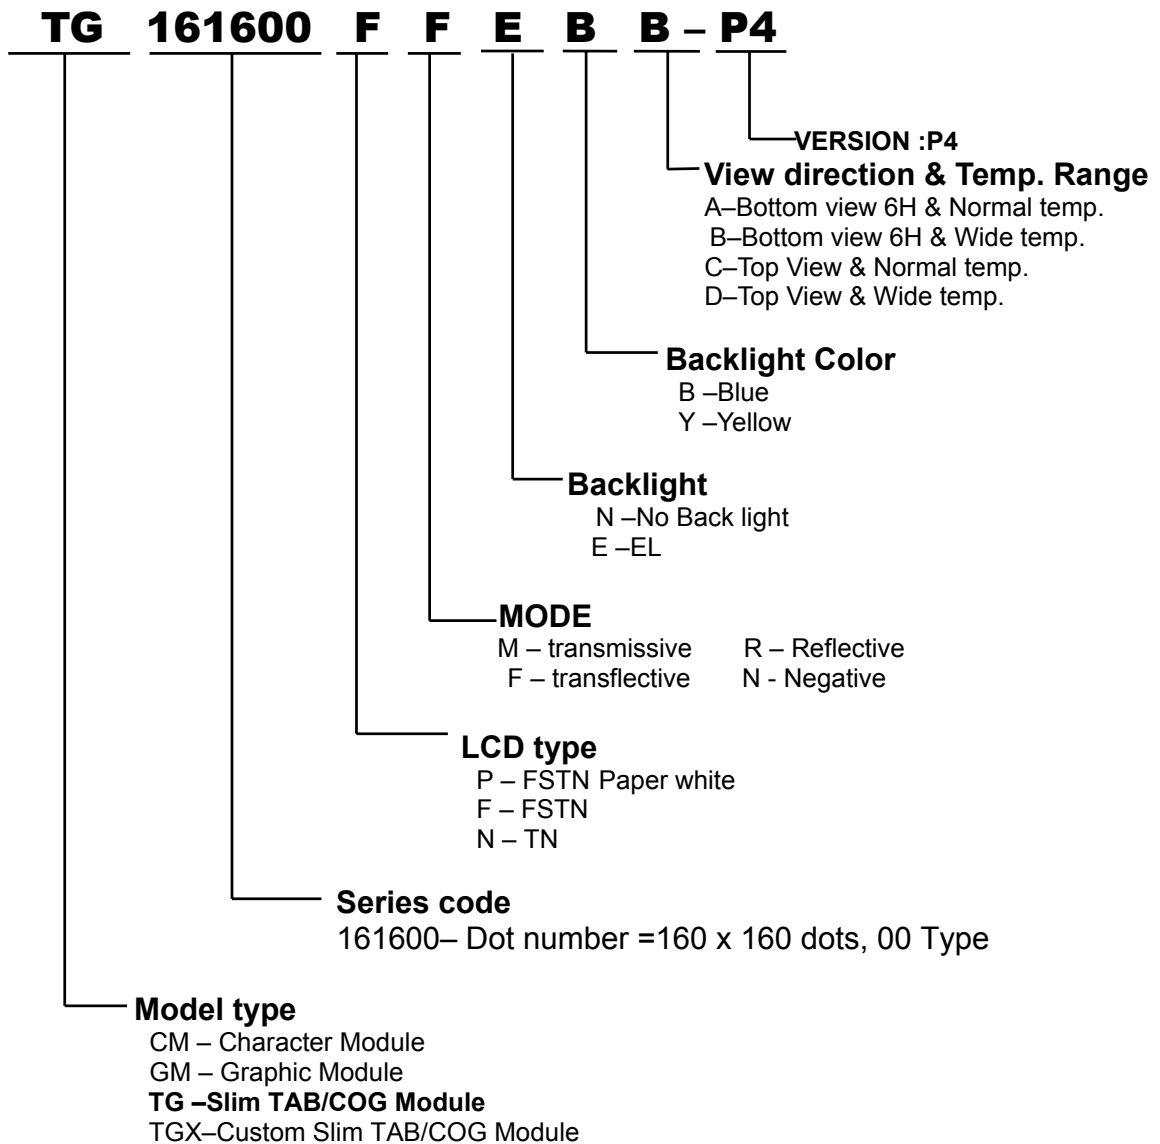 TG 161600 F F E B B – P4
VERSION :P4
View direction & Temp. Range
A–Bottom view 6H & Normal temp.
B–Bottom view 6H & Wide temp.
C–Top View & Normal temp.
D–Top View & Wide temp.
Backlight Color
B –Blue
Y –Yellow
Backlight
N –No Back light
E –EL
MODE
M – transmissive R – Reflective
F – transflective N - Negative
LCD type
P – FSTN Paper white
F – FSTN
N – TN
Series code
161600– Dot number =160 x 160 dots, 00 Type
Model type
CM – Character Module
GM – Graphic Module
TG –Slim TAB/COG Module
TGX–Custom Slim TAB/COG Module